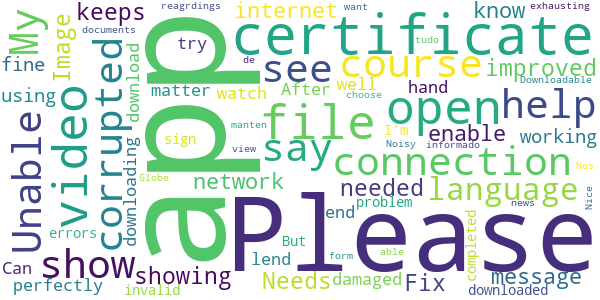 My
keeps
reagrdings
internet
know
want
exhausting
documents
Image
try
certificate
tudo
fine
app
see
de
course
improved
Downloadable
using
video
corrupted
download
matter
watch
After
well
hand
choose
open
help
Unable
sign
file
I'm
enable
working
manten
Noisy
informado
downloading
say
connection
Nos
view
Globe
network
needed
language
Nice
errors
But
end
problem
news
Please
show
showing
lend
Needs
damaged
Fix
completed
message
Can
perfectly
invalid
form
able
downloaded